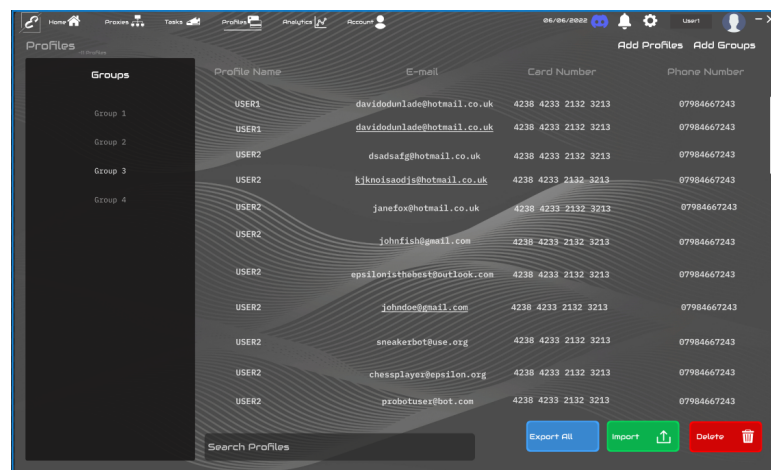 Home Proxies Tasks Profiles Analytics Account 06/06/2022 User1
Profiles
11 Profiles
Add Profiles Add Groups
Groups
Group 1
Group 2
Group 3
Group 4
Profile Name E-mail Card Number Phone Number
USER1 davidodunlade@hotmail.co.uk 4238 4233 2132 3213 07984667243
USER1 davidodunlade@hotmail.co.uk 4238 4233 2132 3213 07984667243
USER2 dsadsafg@hotmail.co.uk 4238 4233 2132 3213 07984667243
USER2 kjknoisaodjs@hotmail.co.uk 4238 4233 2132 3213 07984667243
USER2 janefox@hotmail.co.uk 4238 4233 2132 3213 07984667243
USER2 johnfish@gmail.com 4238 4233 2132 3213 07984667243
USER2 epsilonisthebest@outlook.com 4238 4233 2132 3213 07984667243
USER2 johndoe@gmail.com 4238 4233 2132 3213 07984667243
USER2 sneakerbot@use.org 4238 4233 2132 3213 07984667243
USER2 chessplayer@epsilon.org 4238 4233 2132 3213 07984667243
USER2 probotuser@bot.com 4238 4233 2132 3213 07984667243
Search Profiles
Export All Import Delete